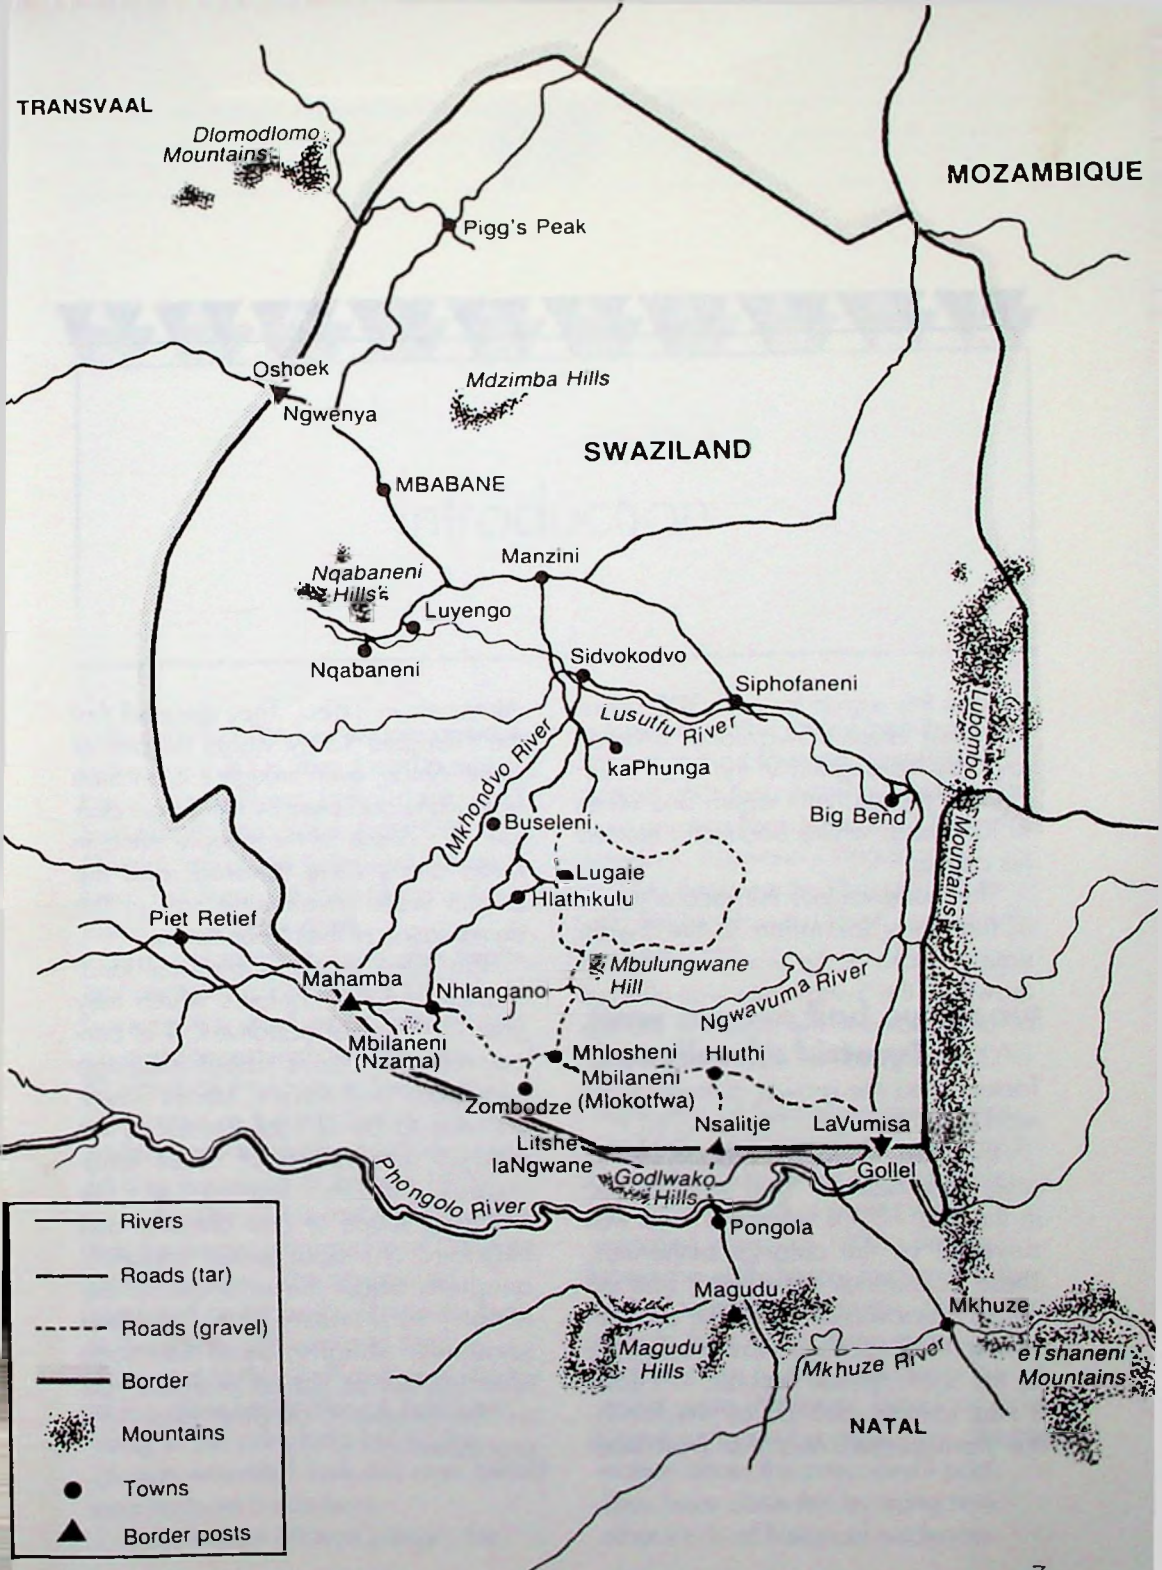 TRANSVAAL
Dlomodlomo
Mountains
MOZAMBIQUE
Pigg's Peak
Oshoek
Ngwenya
Mdzimba Hills
SWAZILAND
MBABANE
Manzini
Nqabaneni
Hills
Luyengo
Nqabaneni
Sidvokodvo
Siphofaneni
Lusutfu River
Lubombo Mountains
Mkhondvo River
kaPhunga
Big Bend
Buseleni
Lugaie
Hlathikulu
Piet Retief
Mahamba
Nhlangano
Mbulungwane
Hill
Ngwavuma River
Mbilaneni
(Nzama)
Mhlosheni
Hluthi
Mbilaneni
(Mlokotfwa)
Zombodze
Nsalitje
LaVumisa
Litshe
laNgwane
Gollel
Godlwako
Hills
Phongolo River
Pongola
Magudu
Mkhuze
Magudu
Hills
Mkhuze River
eTshaneni
Mountains
NATAL
Rivers
Roads (tar)
Roads (gravel)
Border
Mountains
Towns
Border posts